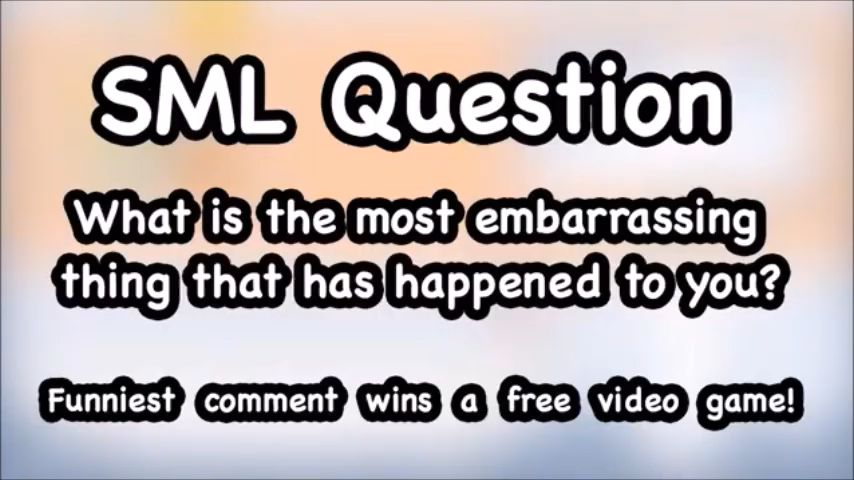 SML Question
What is the most embarrassing
thing that has happened to you?
Funniest comment wins a free video game!